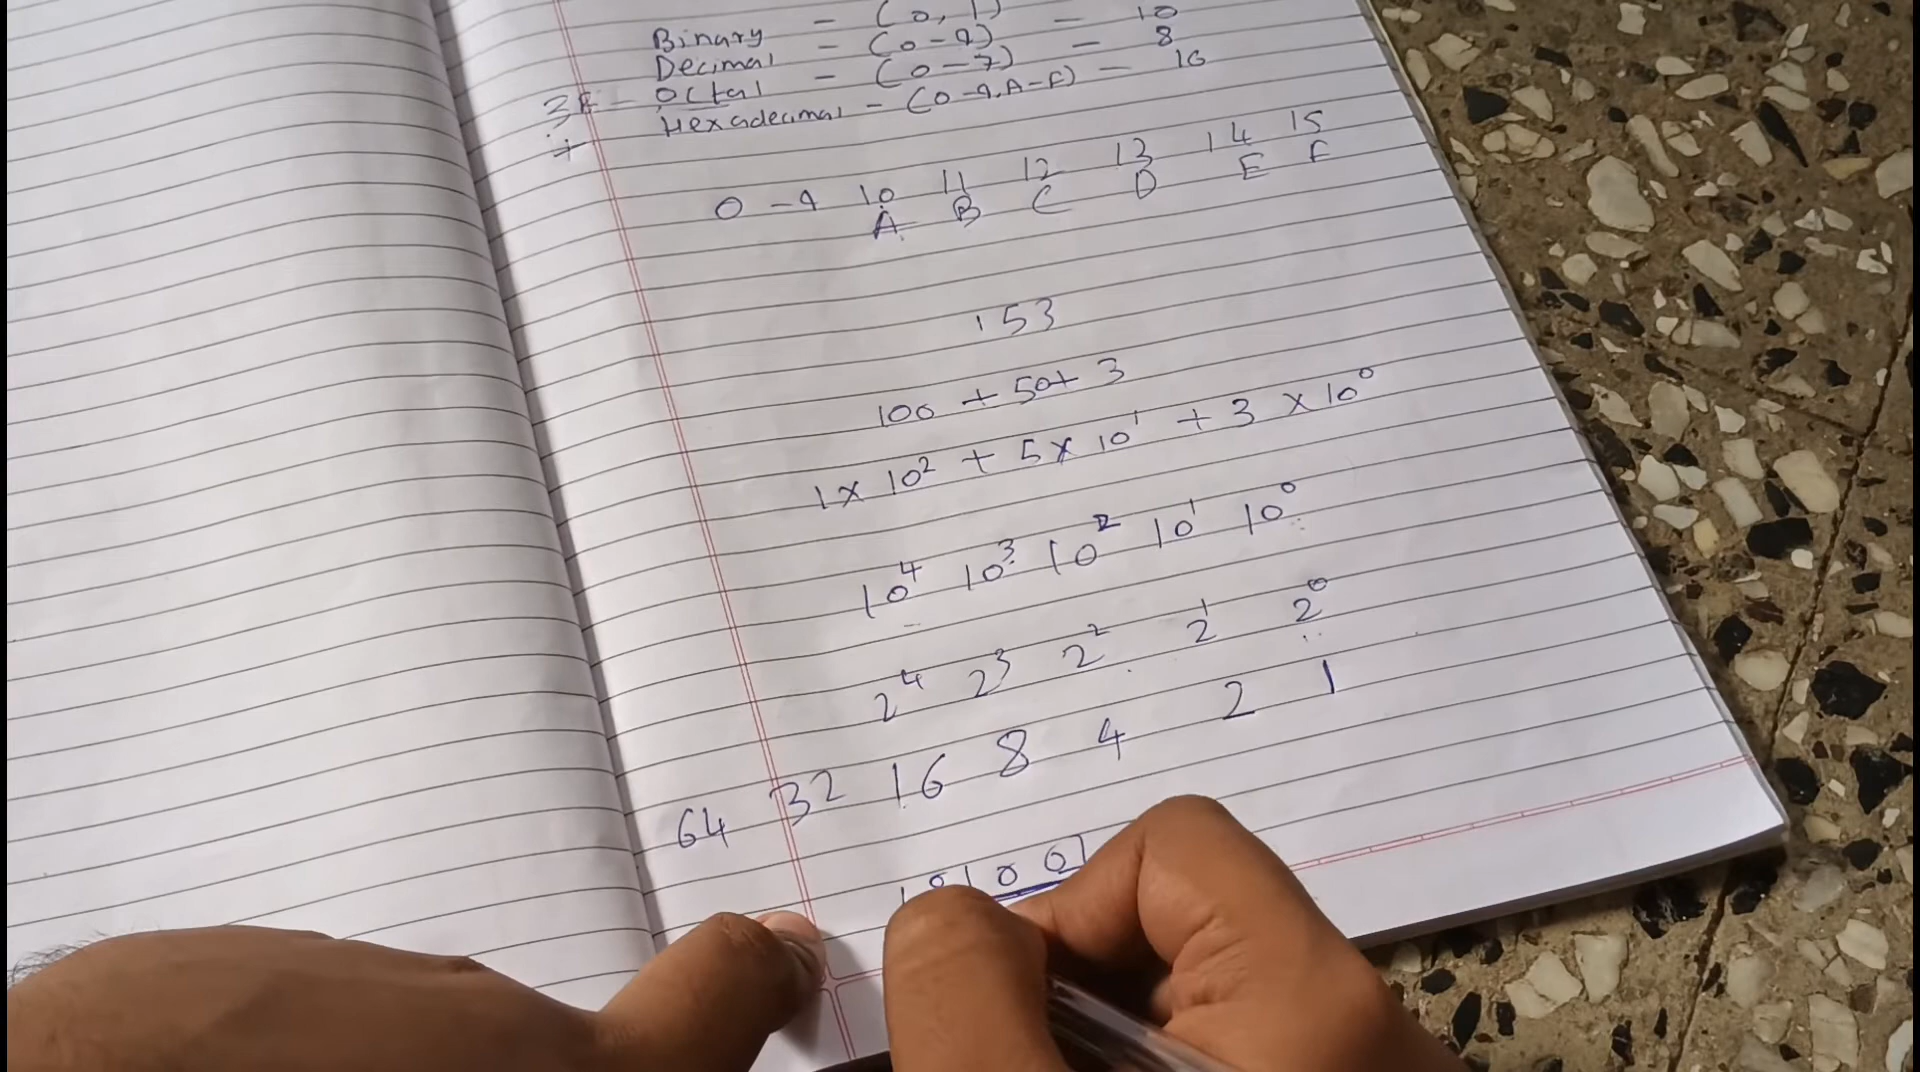 Binary - (0, 1)
Decimal - (0-9) - 10
Octal - (0-7) - 8
Hexadecimal - (0-9, A-F) - 16
0 - 9 10 11 12 13 14 15
A B C D E F
153
100 + 50 + 3
1 × 10² + 5 × 10¹ + 3 × 10⁰
10⁴ 10³ 10² 10¹ 10⁰
2⁴ 2³ 2² 2¹ 2⁰
64 32 16 8 4 2 1
101001